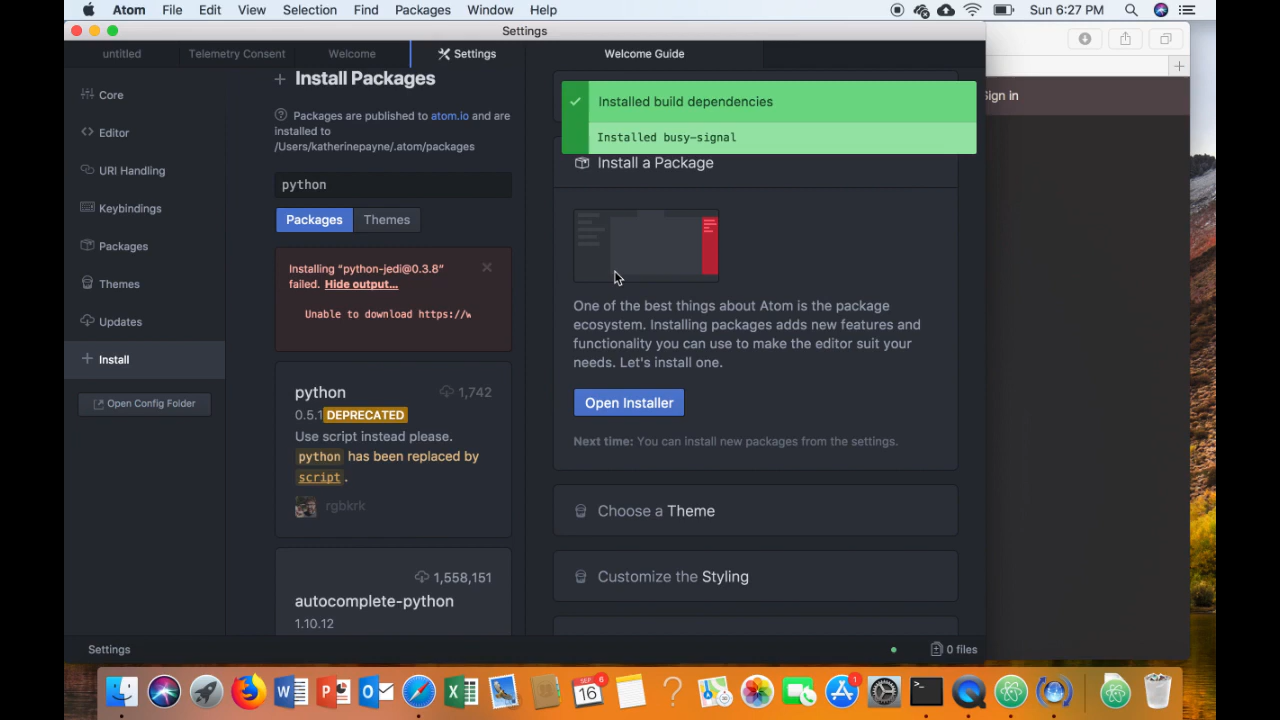 Atom File Edit View Selection Find Packages Window Help Sun 6:27 PM
Settings
untitled Telemetry Consent Welcome Settings Welcome Guide
Core
Editor
URI Handling
Keybindings
Packages
Themes
Updates
Install
Open Config Folder
Install Packages
Packages are published to atom.io and are
installed to
/Users/katherinepayne/.atom/packages
python
Packages Themes
Installing “python-jedi@0.3.8”
failed. Hide output...
Unable to download https://w
python 1,742
0.5.1 DEPRECATED
Use script instead please.
python has been replaced by
script.
rgbkrk
1,558,151
autocomplete-python
1.10.12
Installed build dependencies
Installed busy-signal
Install a Package
One of the best things about Atom is the package
ecosystem. Installing packages adds new features and
functionality you can use to make the editor suit your
needs. Let's install one.
Open Installer
Next time: You can install new packages from the settings.
Choose a Theme
Customize the Styling
Sign in
Settings 0 files
SEP 6
16
1